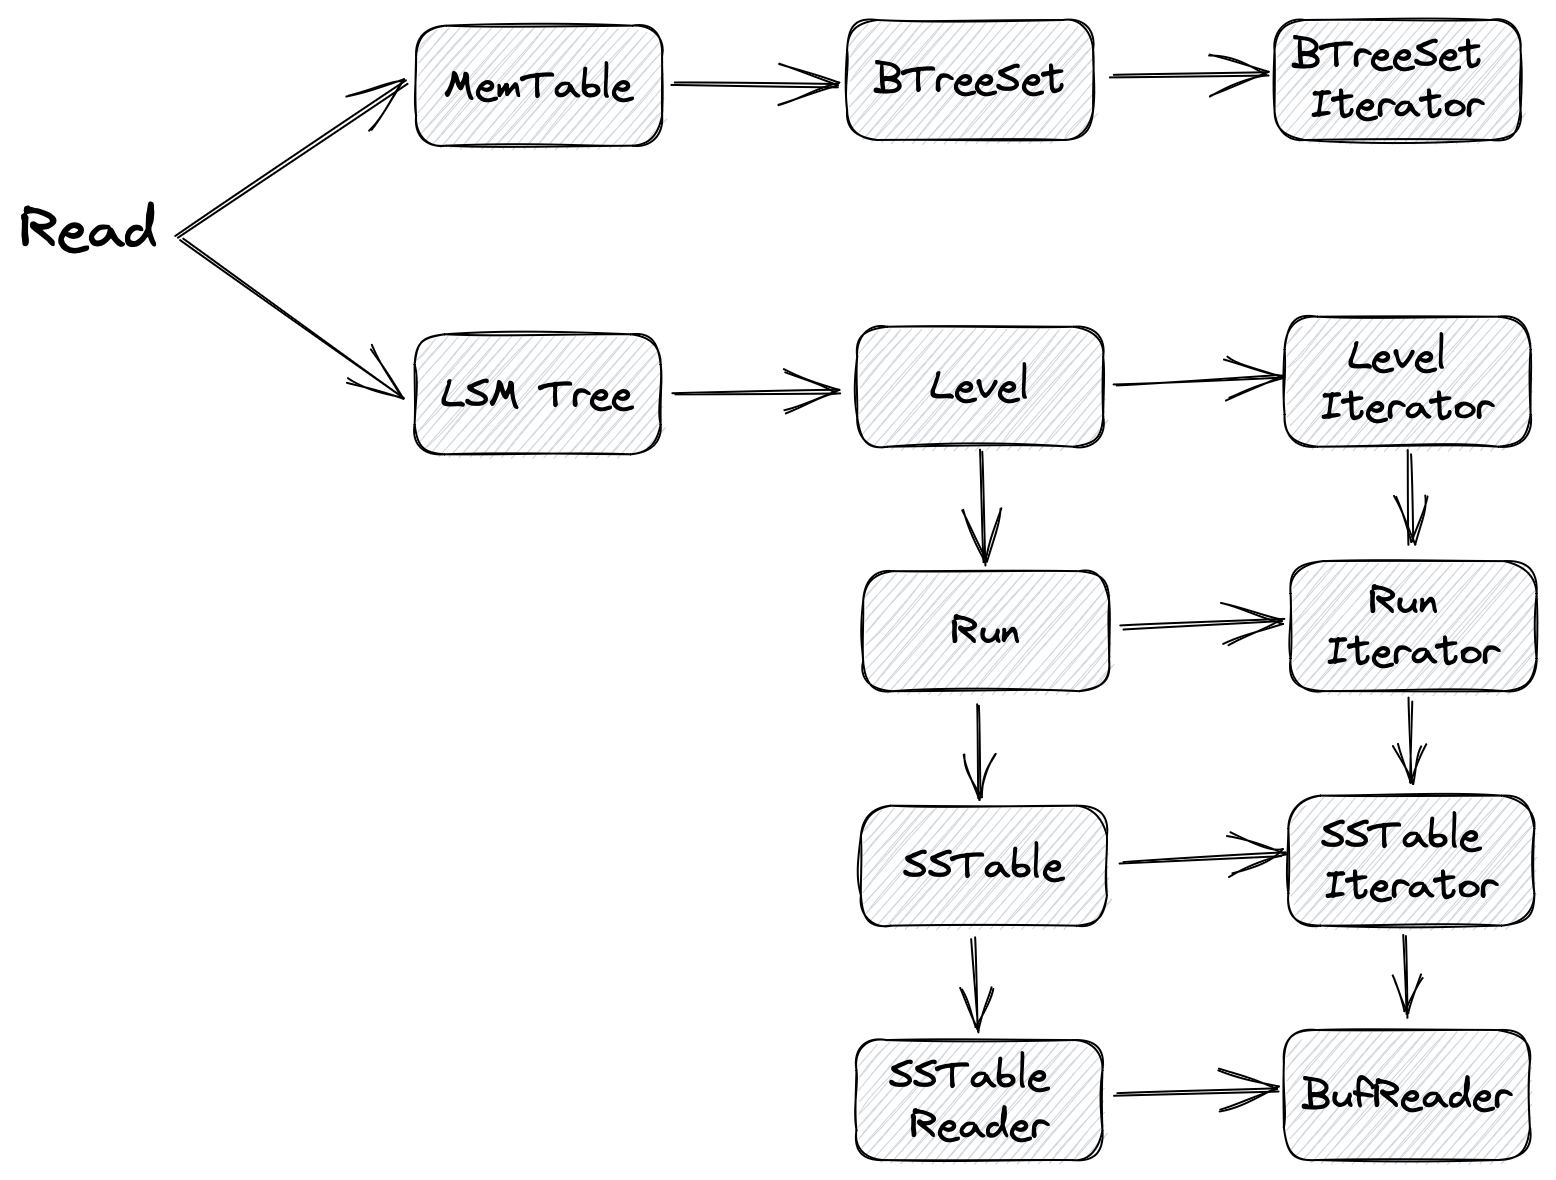 MemTable
BTreeSet
BTreeSet
Iterator
Read
LSM Tree
Level
Level
Iterator
Run
Run
Iterator
SSTable
SSTable
Iterator
SSTable
Reader
BufReader